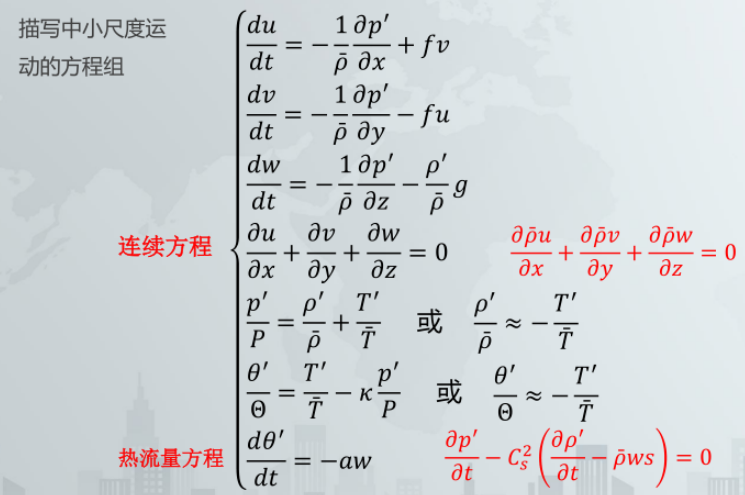 描写中小尺度运
动的方程组
du/dt = −(1/ρ̄) ∂p′/∂x + fv
dv/dt = −(1/ρ̄) ∂p′/∂y − fu
dw/dt = −(1/ρ̄) ∂p′/∂z − (ρ′/ρ̄) g
连续方程 ∂u/∂x + ∂v/∂y + ∂w/∂z = 0 ∂ρ̄u/∂x + ∂ρ̄v/∂y + ∂ρ̄w/∂z = 0
p′/P = ρ′/ρ̄ + T′/T̄ 或 ρ′/ρ̄ ≈ −T′/T̄
θ′/Θ = T′/T̄ − κ p′/P 或 θ′/Θ ≈ −T′/T̄
热流量方程 dθ′/dt = −aw ∂p′/∂t − C_s^2 (∂ρ′/∂t − ρ̄ws) = 0